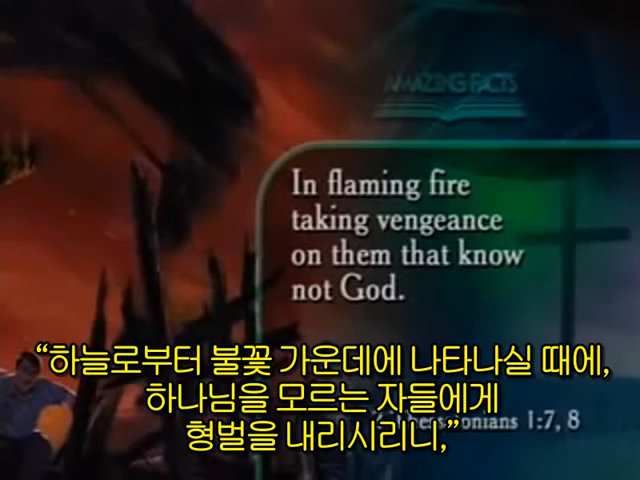 AMAZING FACTS
In flaming fire
taking vengeance
on them that know
not God.
“하늘로부터 불꽃 가운데에 나타나실 때에,
하나님을 모르는 자들에게
1:7, 8
형벌을 내리시리니,”